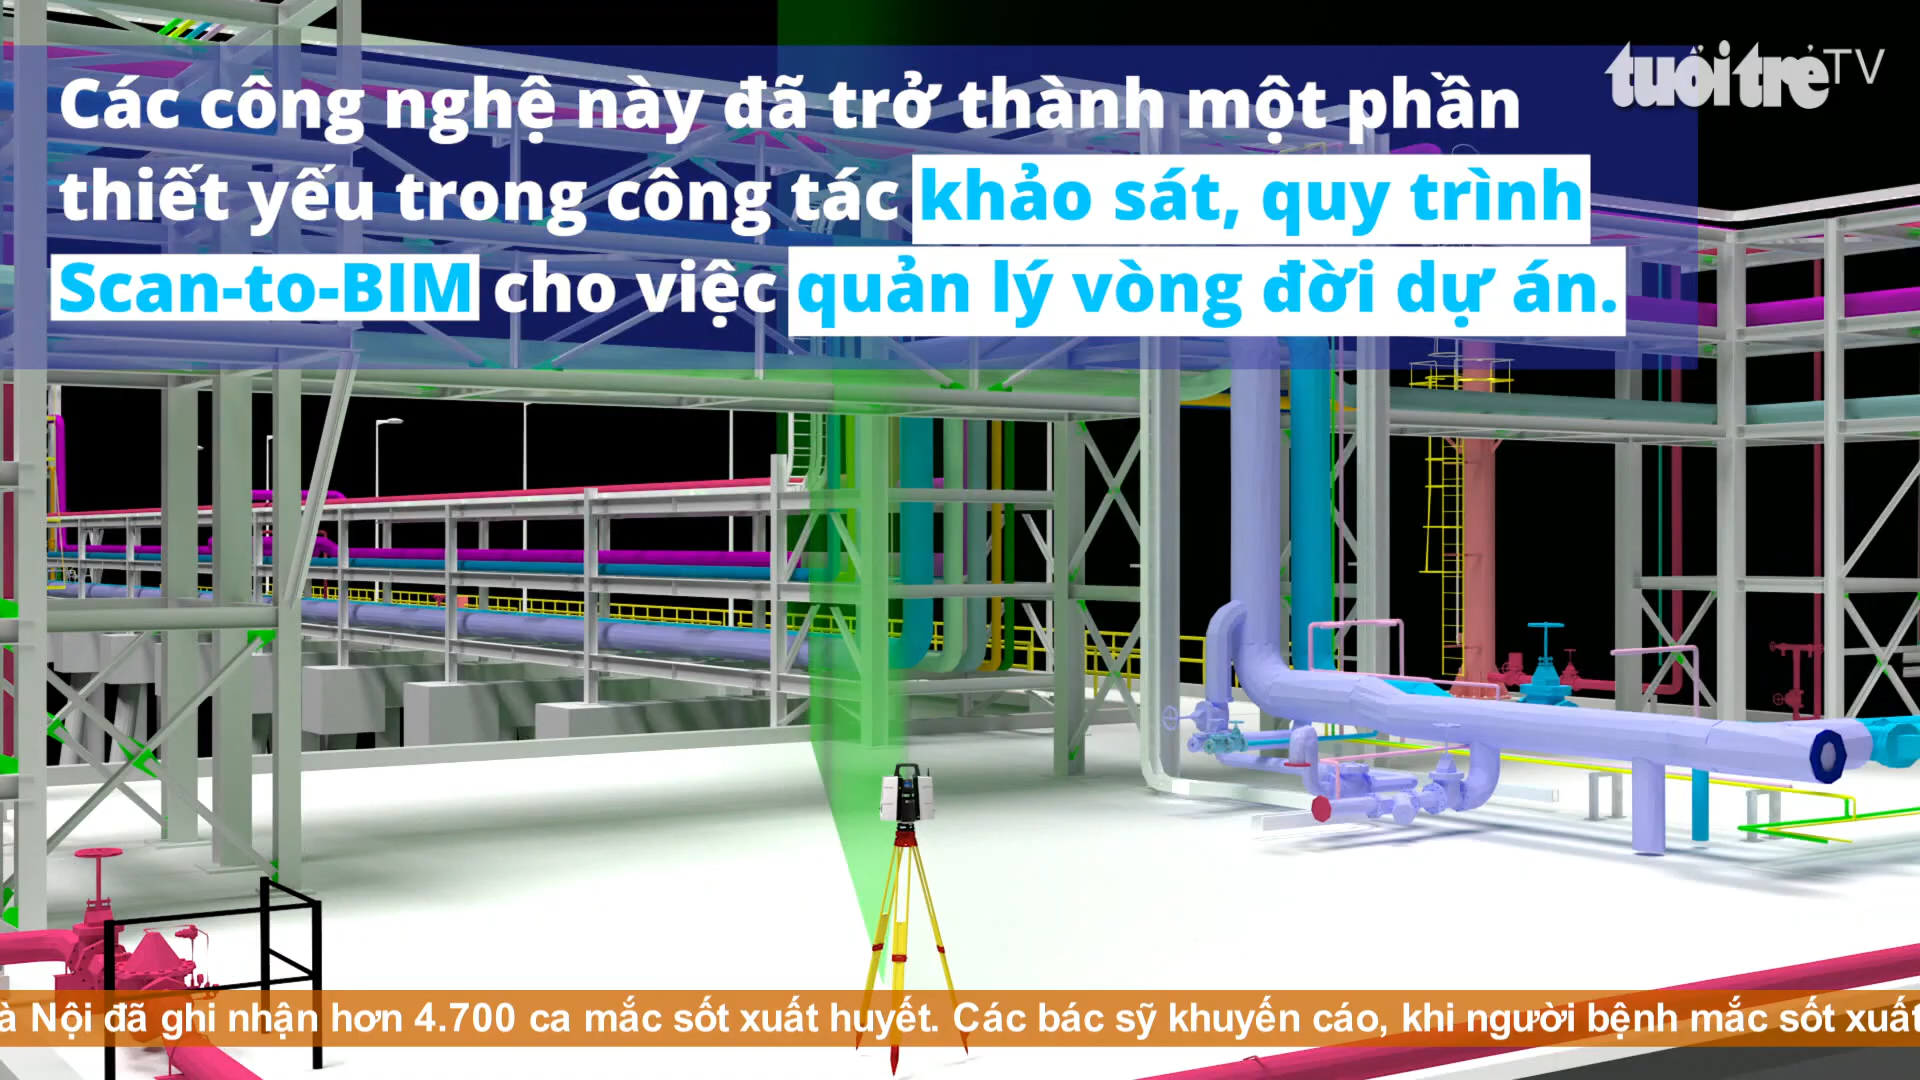 Các công nghệ này đã trở thành một phần
thiết yếu trong công tác khảo sát, quy trình
Scan-to-BIM cho việc quản lý vòng đời dự án.
tuổi trẻ TV
à Nội đã ghi nhận hơn 4.700 ca mắc sốt xuất huyết. Các bác sỹ khuyến cáo, khi người bệnh mắc sốt xuất